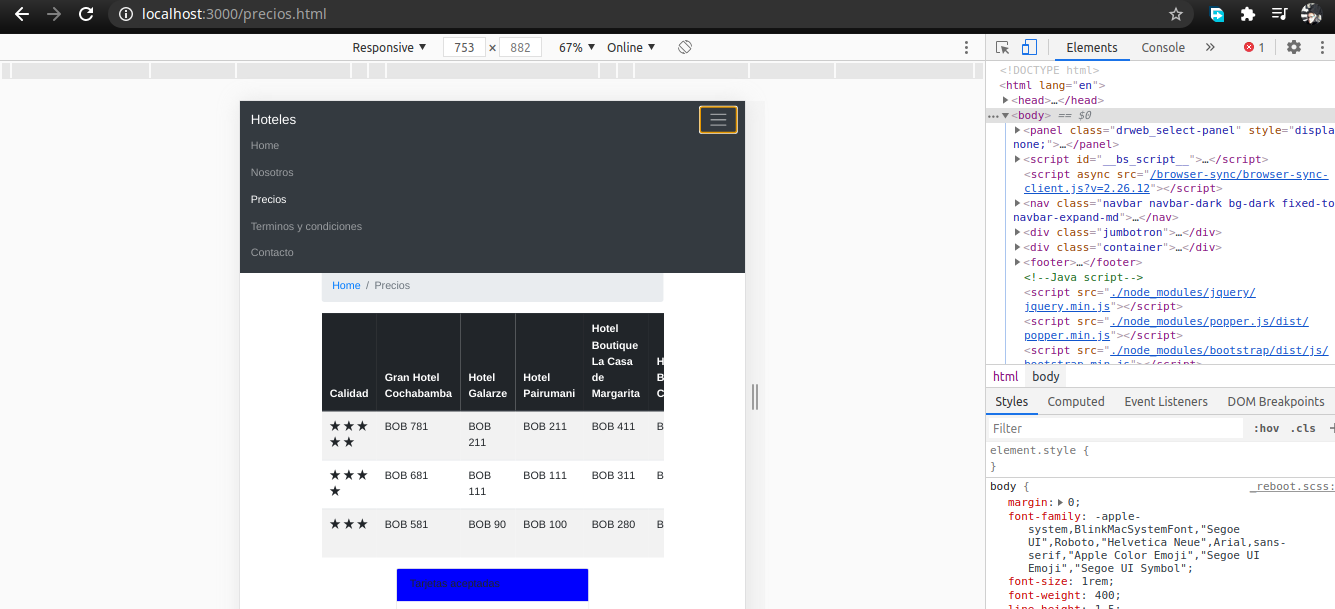 localhost:3000/precios.html
Responsive ▼ 753 × 882 67% ▼ Online ▼
Elements Console » 1
Hoteles
Home
Nosotros
Precios
Terminos y condiciones
Contacto
Home / Precios
Calidad Gran Hotel Cochabamba Hotel Galarze Hotel Pairumani Hotel Boutique La Casa de Margarita H B C
★★★★★ BOB 781 BOB 211 BOB 211 BOB 411 B
★★★★ BOB 681 BOB 111 BOB 111 BOB 311 B
★★★ BOB 581 BOB 90 BOB 100 BOB 280 B
<!DOCTYPE html>
<html lang="en">
▶<head>…</head>
…▼<body> == $0
▶<panel class="drweb_select-panel" style="displa
none;">…</panel>
▶<script id="__bs_script__">…</script>
<script async src="/browser-sync/browser-sync-
client.js?v=2.26.12"></script>
▶<nav class="navbar navbar-dark bg-dark fixed-to
navbar-expand-md">…</nav>
▶<div class="jumbotron">…</div>
▶<div class="container">…</div>
▶<footer>…</footer>
<!--Java script-->
<script src="./node_modules/jquery/
jquery.min.js"></script>
<script src="./node_modules/popper.js/dist/
popper.min.js"></script>
<script src="./node_modules/bootstrap/dist/js/
bootstrap.min.js"></script>
html body
Styles Computed Event Listeners DOM Breakpoints
Filter :hov .cls +
element.style {
}
body { _reboot.scss:
margin:▶ 0;
font-family: -apple-
system,BlinkMacSystemFont,"Segoe
UI",Roboto,"Helvetica Neue",Arial,sans-
serif,"Apple Color Emoji","Segoe UI
Emoji","Segoe UI Symbol";
font-size: 1rem;
font-weight: 400;
line-height: 1.5;